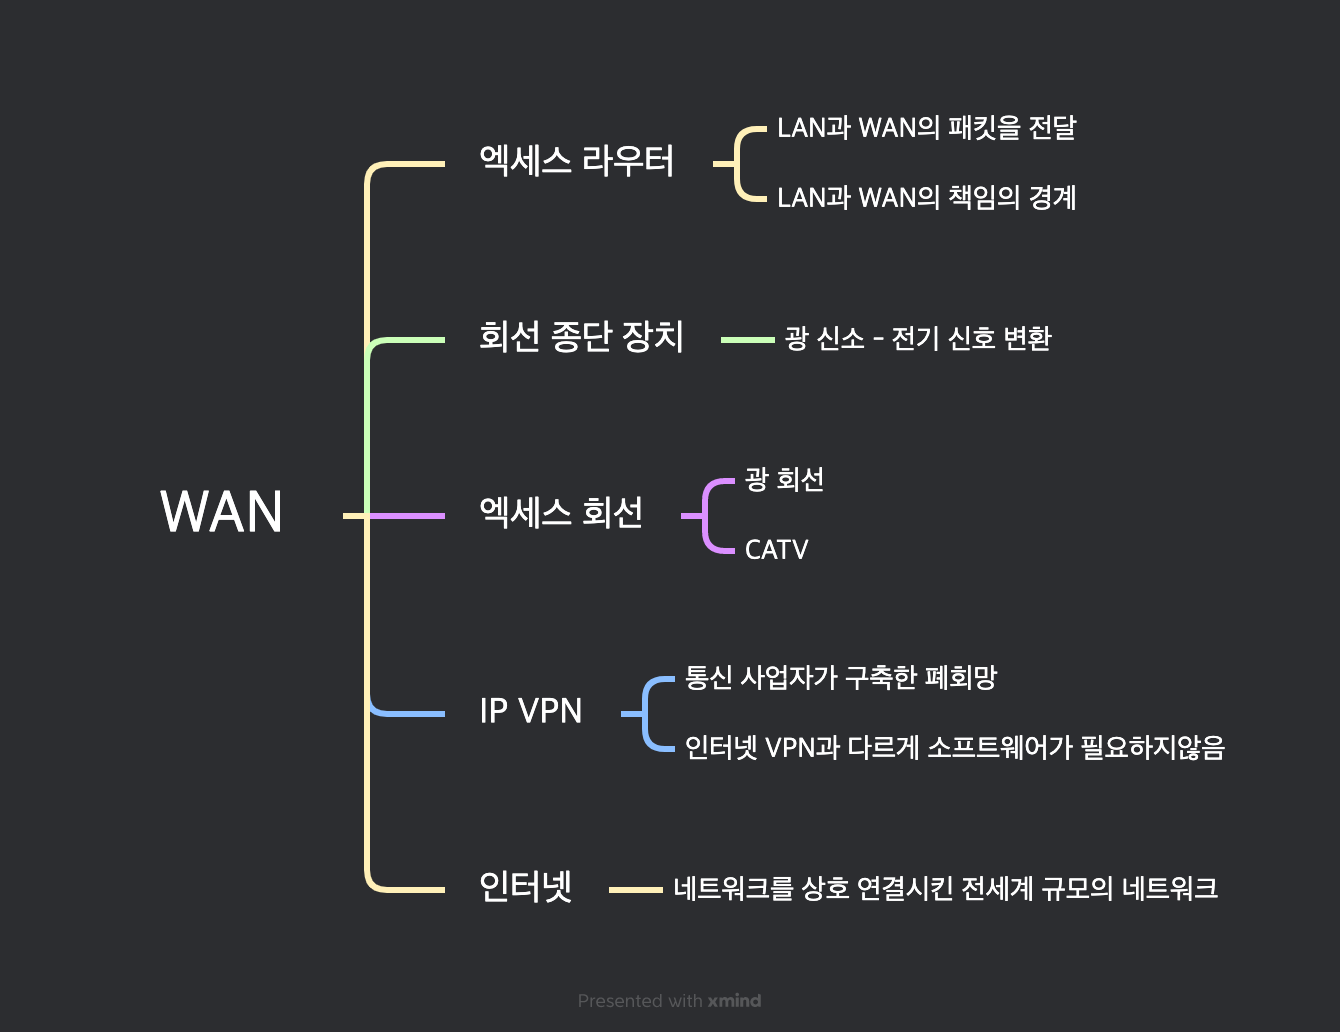 WAN
엑세스 라우터
LAN과 WAN의 패킷을 전달
LAN과 WAN의 책임의 경계
회선 종단 장치
광 신소 - 전기 신호 변환
엑세스 회선
광 회선
CATV
IP VPN
통신 사업자가 구축한 폐회망
인터넷 VPN과 다르게 소프트웨어가 필요하지않음
인터넷
네트워크를 상호 연결시킨 전세계 규모의 네트워크
Presented with xmind